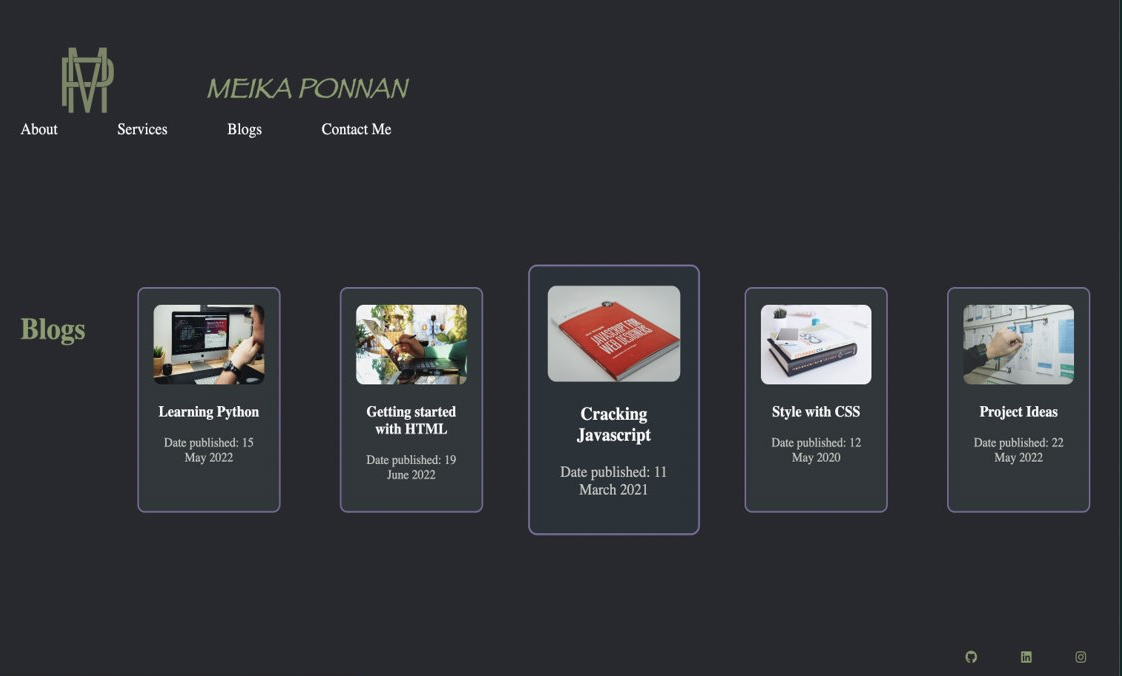 MP
MEIKA PONNAN
About Services Blogs Contact Me
Blogs
Learning Python
Date published: 15
May 2022
Getting started
with HTML
Date published: 19
June 2022
JAVASCRIPT FOR
WEB DESIGNERS
Cracking
Javascript
Date published: 11
March 2021
Style with CSS
Date published: 12
May 2020
Project Ideas
Date published: 22
May 2022
in